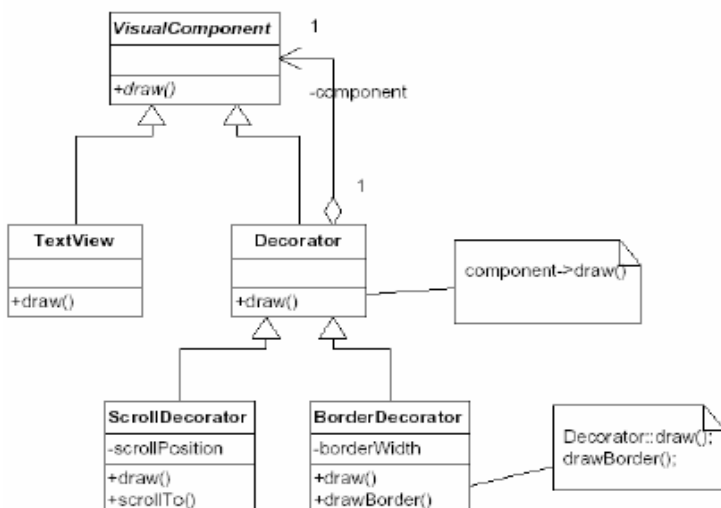 VisualComponent
1
+draw()
-component
1
TextView
+draw()
Decorator
+draw()
component->draw()
ScrollDecorator
-scrollPosition
+draw()
+scrollTo()
BorderDecorator
-borderWidth
+draw()
+drawBorder()
Decorator::draw();
drawBorder();